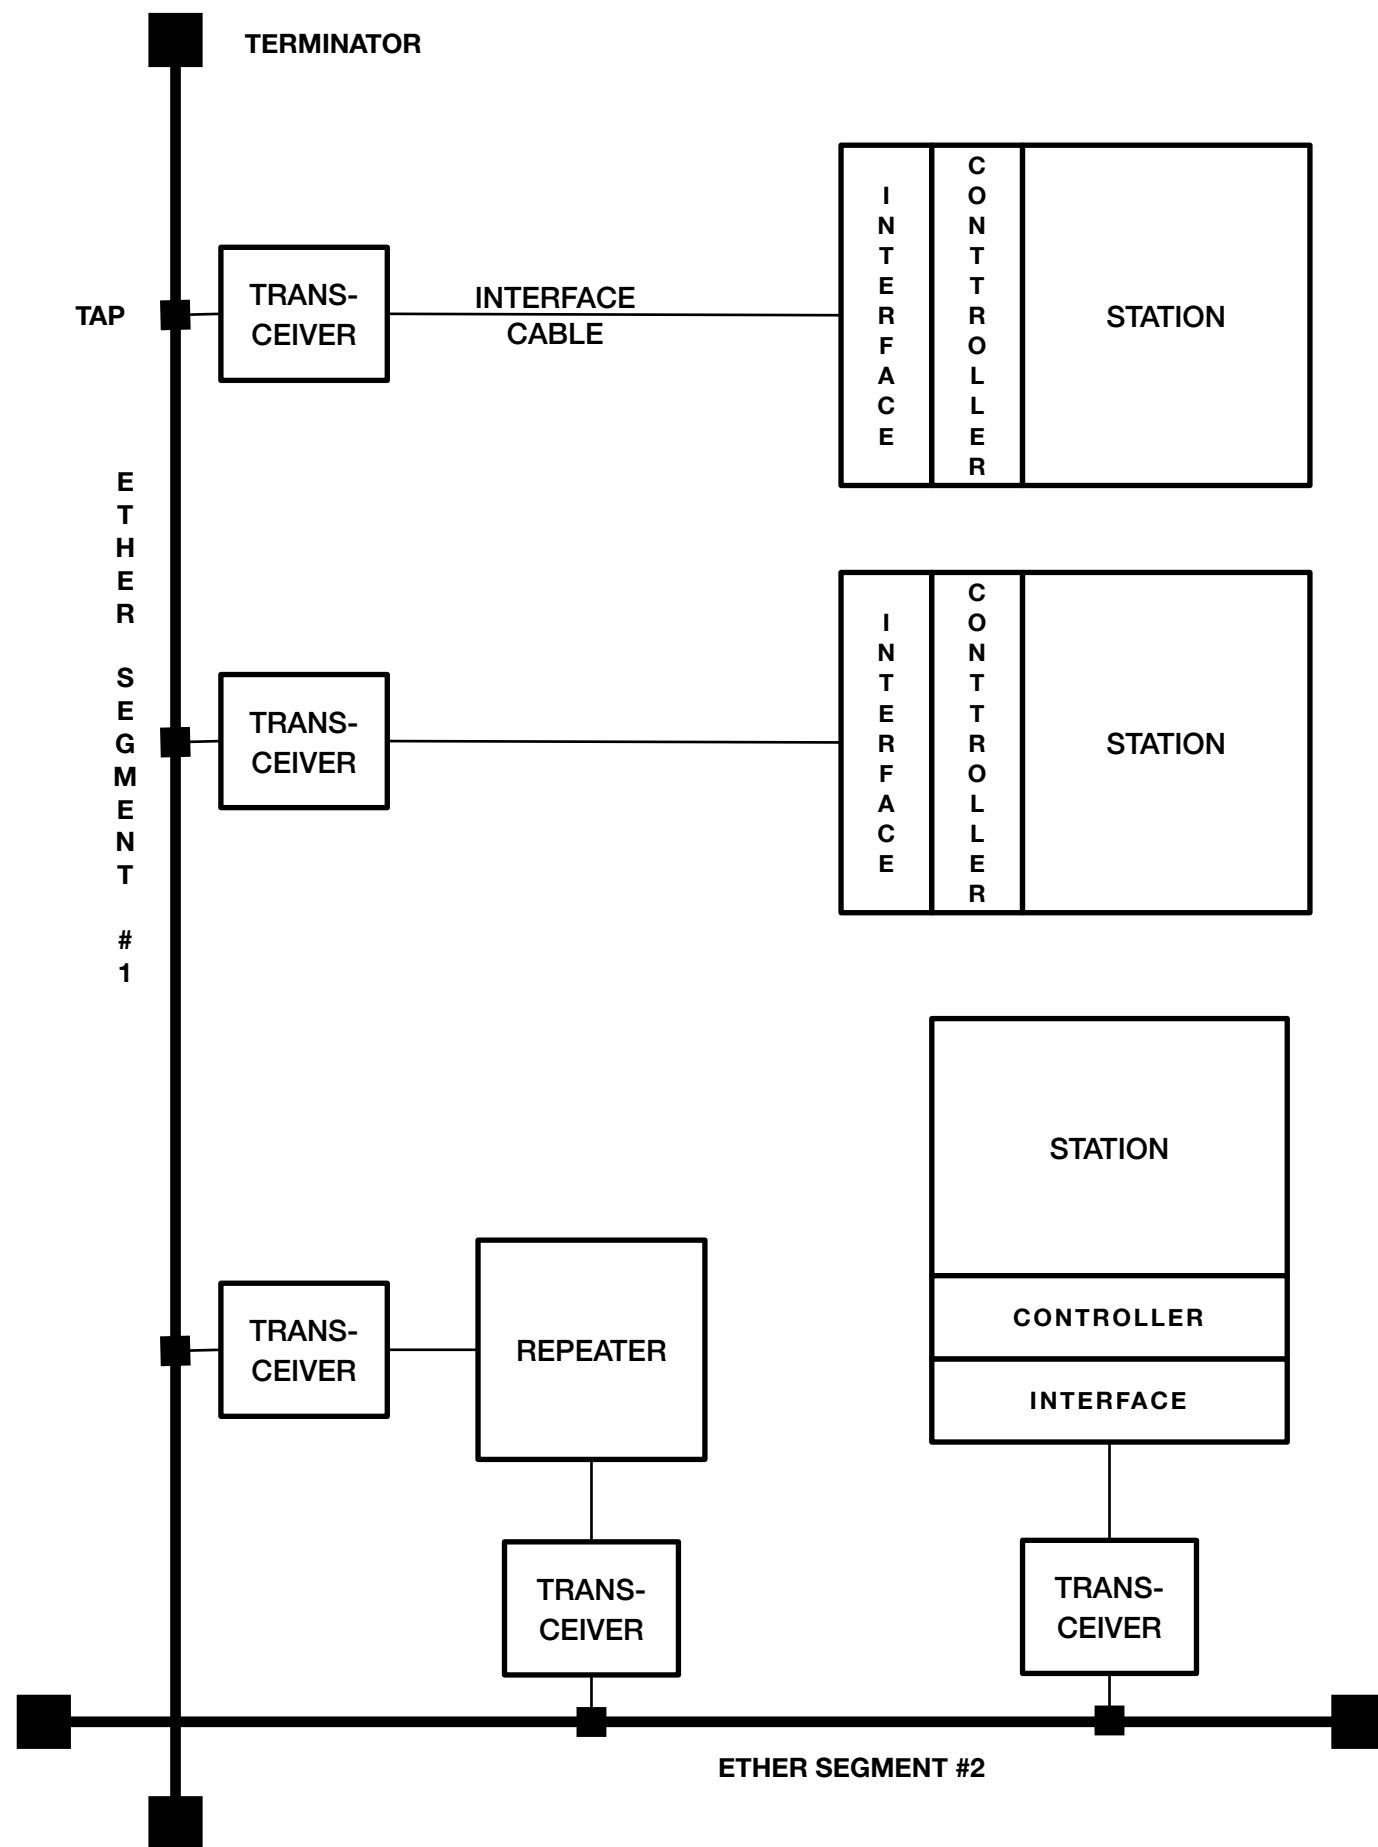 TERMINATOR
TAP
TRANS-
CEIVER
INTERFACE
CABLE
INTERFACE
CONTROLLER
STATION
ETHER SEGMENT #1
TRANS-
CEIVER
INTERFACE
CONTROLLER
STATION
STATION
CONTROLLER
INTERFACE
TRANS-
CEIVER
REPEATER
TRANS-
CEIVER
TRANS-
CEIVER
ETHER SEGMENT #2